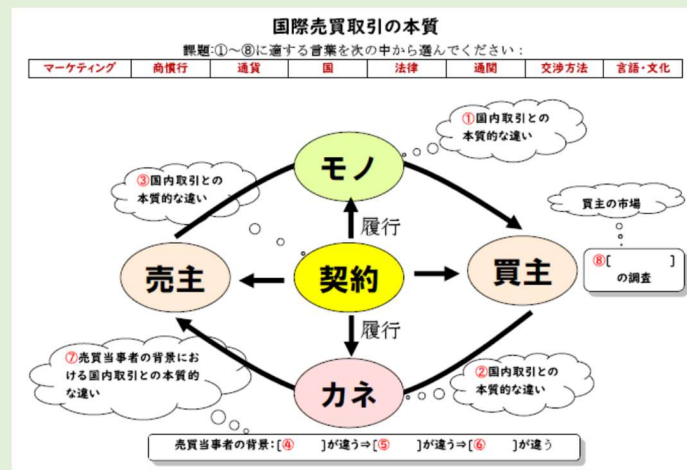 国際売買取引の本質
課題:①～⑧に適する言葉を次の中から選んでください：
マーケティング 商慣行 通貨 国 法律 通関 交渉方法 言語・文化
①国内取引との
本質的な違い
モノ
③国内取引との
本質的な違い
買主の市場
履行
売主
契約
買主
⑧[ ]
の調査
履行
⑦売買当事者の背景にお
ける国内取引との本質的
な違い
カネ
②国内取引との
本質的な違い
売買当事者の背景:[④ ]が違う⇒[⑤ ]が違う⇒[⑥ ]が違う